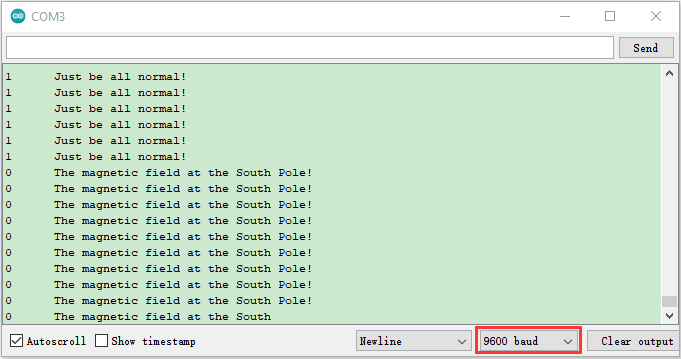 COM3
Send
1 Just be all normal!
1 Just be all normal!
1 Just be all normal!
1 Just be all normal!
1 Just be all normal!
1 Just be all normal!
0 The magnetic field at the South Pole!
0 The magnetic field at the South Pole!
0 The magnetic field at the South Pole!
0 The magnetic field at the South Pole!
0 The magnetic field at the South Pole!
0 The magnetic field at the South Pole!
0 The magnetic field at the South Pole!
0 The magnetic field at the South Pole!
0 The magnetic field at the South Pole!
0 The magnetic field at the South
Autoscroll Show timestamp Newline 9600 baud Clear output